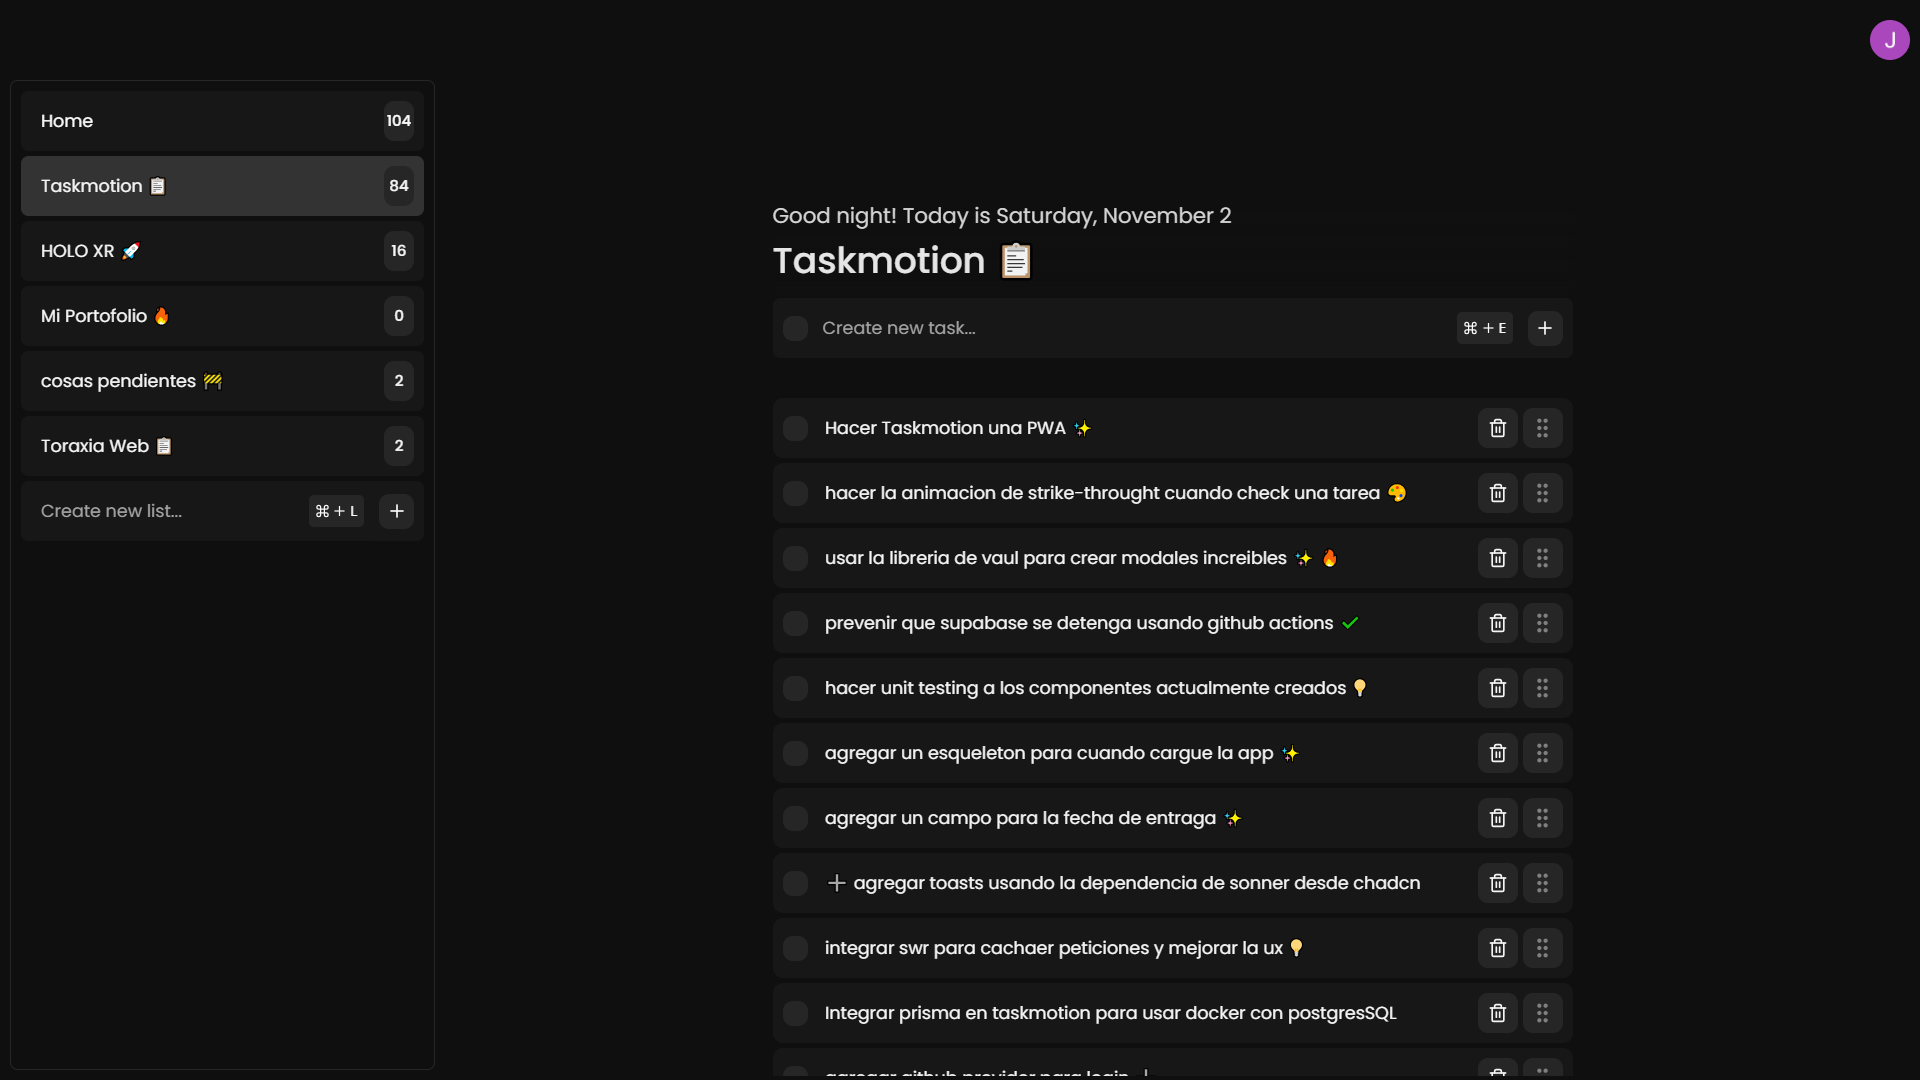 J
Home 104
Taskmotion 📋 84
HOLO XR 🚀 16
Mi Portofolio 🔥 0
cosas pendientes 🚧 2
Toraxia Web 📋 2
Create new list... ⌘ + L +
Good night! Today is Saturday, November 2
Taskmotion 📋
Create new task... ⌘ + E +
Hacer Taskmotion una PWA ✨
hacer la animacion de strike-throught cuando check una tarea 🎨
usar la libreria de vaul para crear modales increibles ✨ 🔥
prevenir que supabase se detenga usando github actions ✔
hacer unit testing a los componentes actualmente creados 💡
agregar un esqueleton para cuando cargue la app ✨
agregar un campo para la fecha de entraga ✨
➕ agregar toasts usando la dependencia de sonner desde chadcn
integrar swr para cachaer peticiones y mejorar la ux 💡
Integrar prisma en taskmotion para usar docker con postgresSQL
agregar github provider para login ➕